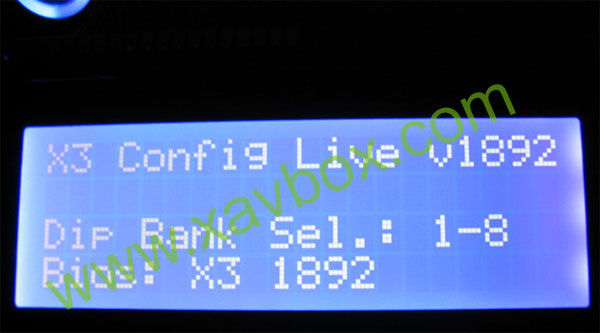 X3 Config Live v1892
Dip Bank Sel.: 1-8
Bios: X3 1892
www.xavbox.com